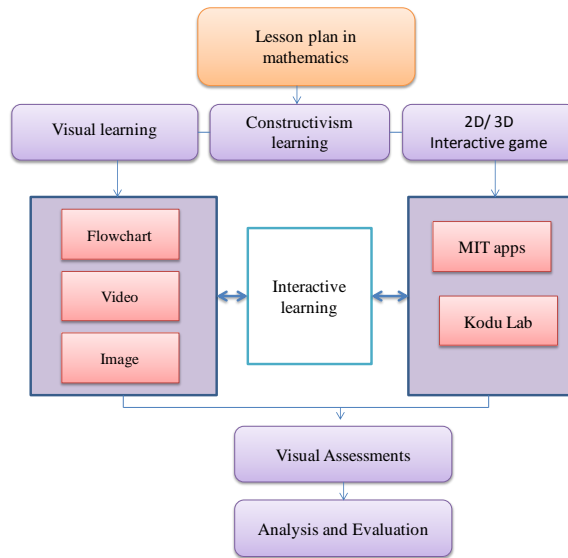 Lesson plan in
mathematics
Visual learning
Constructivism
learning
2D/ 3D
Interactive game
Flowchart
Video
Image
Interactive
learning
MIT apps
Kodu Lab
Visual Assessments
Analysis and Evaluation